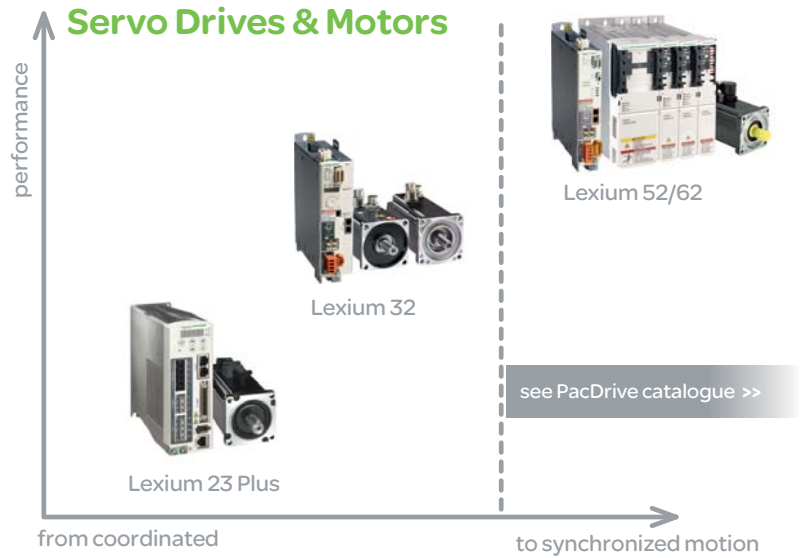 Servo Drives & Motors
performance
Lexium 52/62
Lexium 32
see PacDrive catalogue >>
Lexium 23 Plus
from coordinated
to synchronized motion